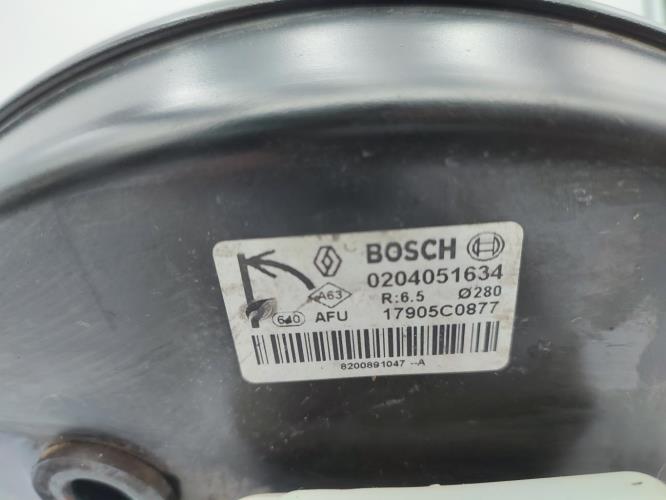 BOSCH
0204051634
A63 R:6.5 Ø280
640 AFU 17905C0877
8200891047--A